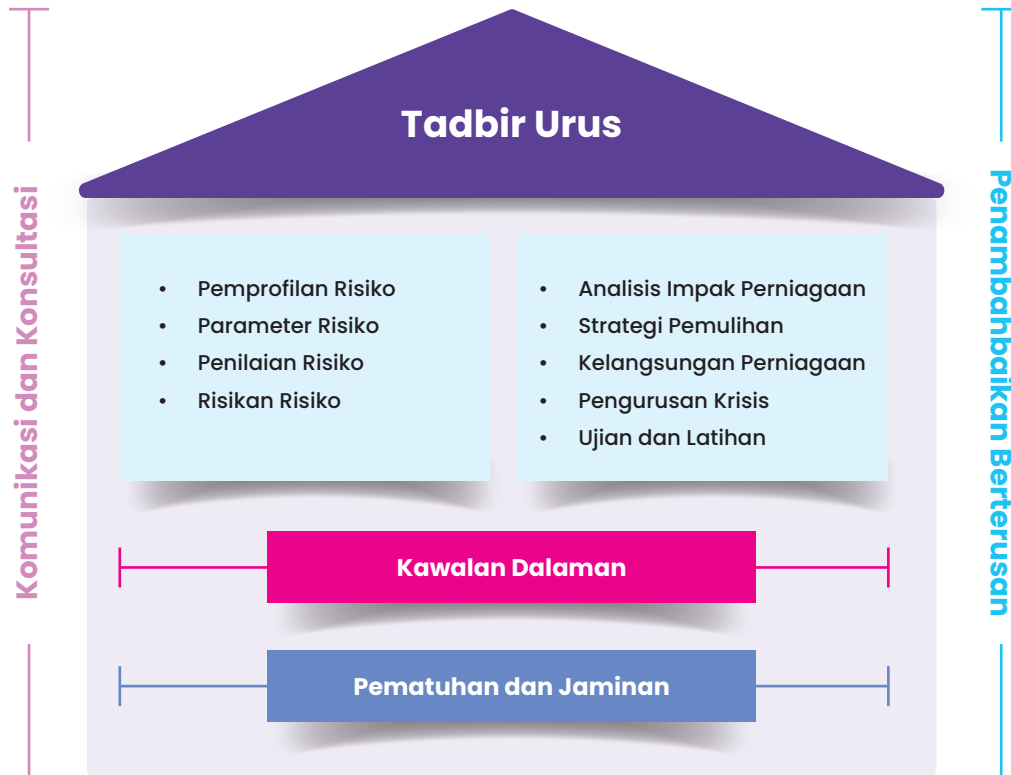 Tadbir Urus
Komunikasi dan Konsultasi
• Pemprofilan Risiko
• Parameter Risiko
• Penilaian Risiko
• Risikan Risiko
• Analisis Impak Perniagaan
• Strategi Pemulihan
• Kelangsungan Perniagaan
• Pengurusan Krisis
• Ujian dan Latihan
Penambahbaikan Berterusan
Kawalan Dalaman
Pematuhan dan Jaminan